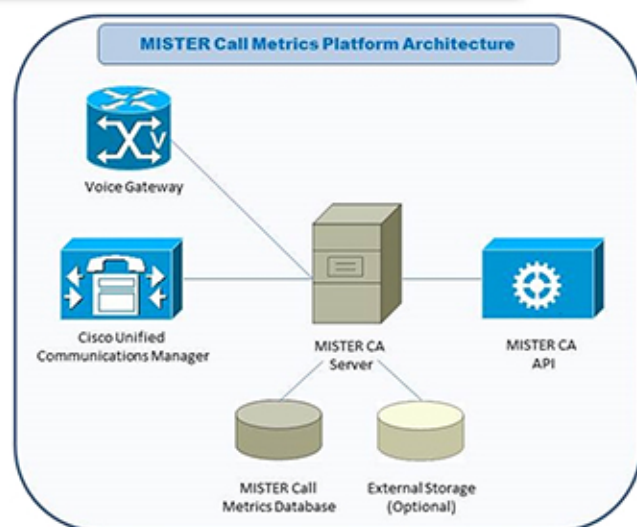 MISTER Call Metrics Platform Architecture
V
Voice Gateway
Cisco Unified
Communications Manager
MISTER CA
Server
MISTER CA
API
MISTER Call
Metrics Database
External Storage
(Optional)